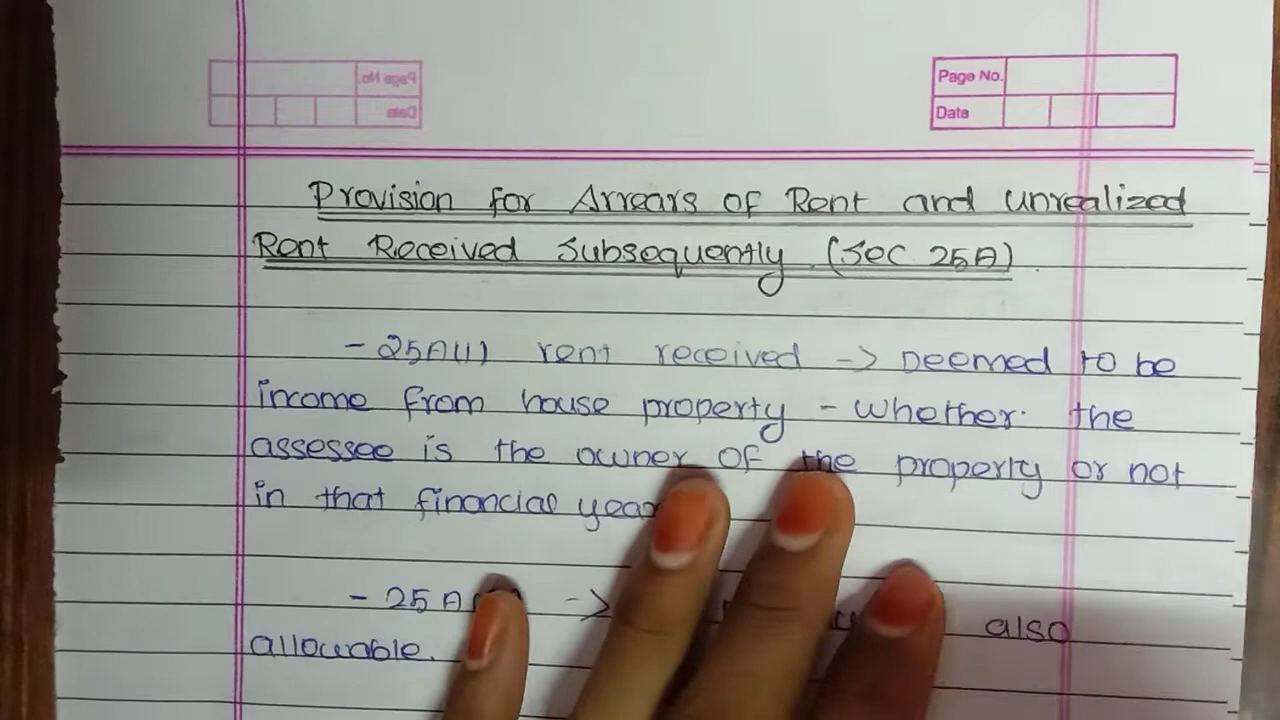 Page No.
Date
Provision for Arrears of Rent and unrealized
Rent Received Subsequently. (Sec 25A).
- 25A(1) rent received -> Deemed to be
income from house property - whether the
assessee is the owner of the property or not
in that financial year
- 25A -> also
allowable.